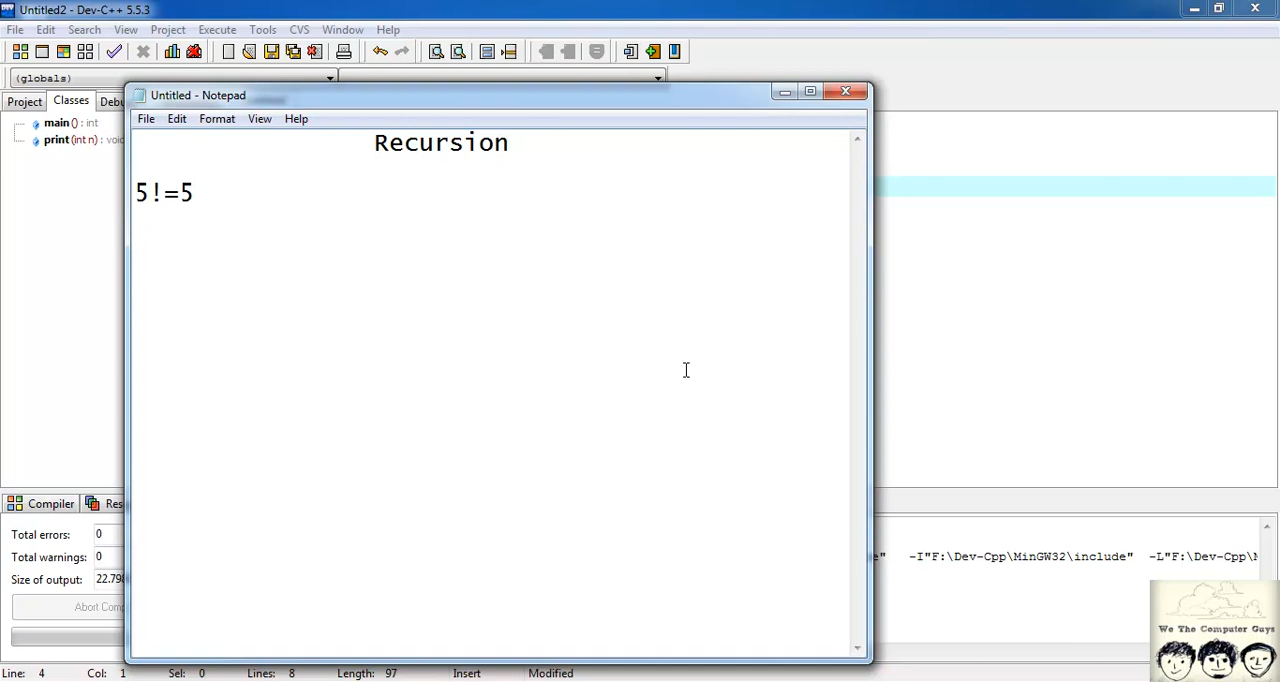 Untitled2 - Dev-C++ 5.5.3
File Edit Search View Project Execute Tools CVS Window Help
(globals)
Project Classes
main () : int
print (int n) : void
Untitled - Notepad
File Edit Format View Help
Recursion
5!=5
Compiler
Total errors: 0
Total warnings: 0
Size of output:
-I"F:\Dev-Cpp\MinGW32\include" -L"F:\Dev-Cpp\
Abort
We The Computer Guys
Line: 4 Col: 1 Sel: 0 Lines: 8 Length: 97 Insert Modified